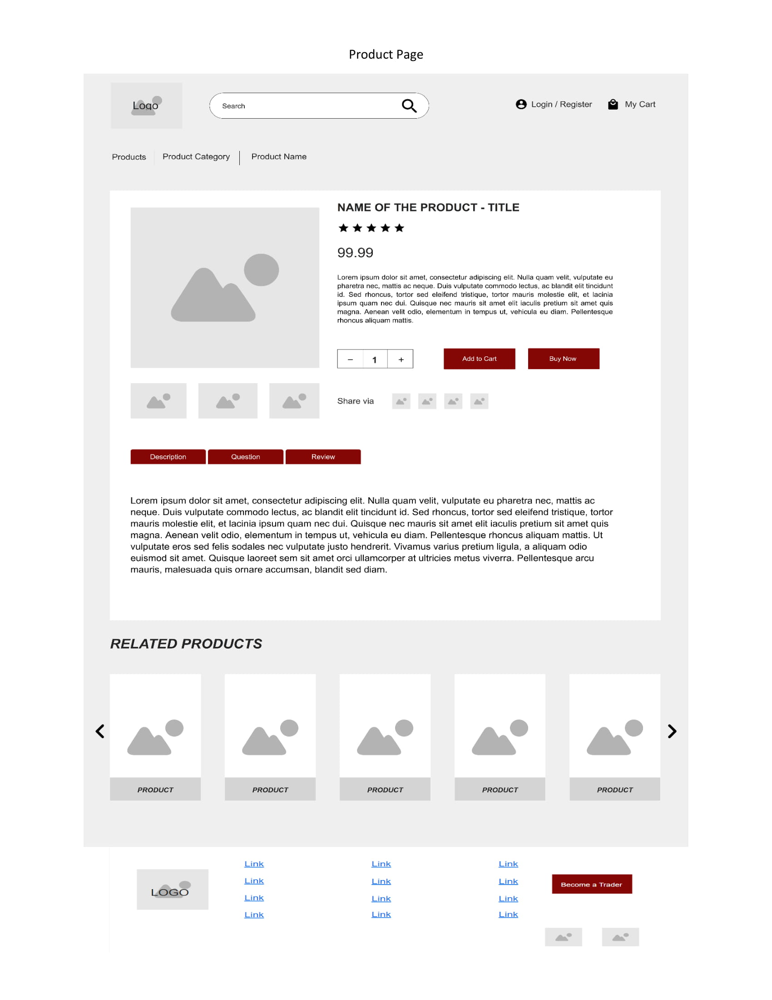 Product Page
Logo
Search
Login / Register
My Cart
Products
Product Category
Product Name
NAME OF THE PRODUCT - TITLE
99.99
Lorem ipsum dolor sit amet, consectetur adipiscing elit. Nulla quam velit, vulputate eu
pharetra nec, mattis ac neque. Duis vulputate commodo lectus, ac blandit elit tincidunt
id. Sed rhoncus, tortor sed eleifend tristique, tortor mauris molestie elit, et lacinia
ipsum quam nec dui. Quisque nec mauris sit amet elit iaculis pretium sit amet quis
magna. Aenean velit odio, elementum in tempus ut, vehicula eu diam. Pellentesque
rhoncus aliquam mattis.
− 1 +
Add to Cart
Buy Now
Share via
Description
Question
Review
Lorem ipsum dolor sit amet, consectetur adipiscing elit. Nulla quam velit, vulputate eu pharetra nec, mattis ac
neque. Duis vulputate commodo lectus, ac blandit elit tincidunt id. Sed rhoncus, tortor sed eleifend tristique, tortor
mauris molestie elit, et lacinia ipsum quam nec dui. Quisque nec mauris sit amet elit iaculis pretium sit amet quis
magna. Aenean velit odio, elementum in tempus ut, vehicula eu diam. Pellentesque rhoncus aliquam mattis. Ut
vulputate eros sed felis sodales nec vulputate justo hendrerit. Vivamus varius pretium ligula, a aliquam odio
euismod sit amet. Quisque laoreet sem sit amet orci ullamcorper at ultricies metus viverra. Pellentesque arcu
mauris, malesuada quis ornare accumsan, blandit sed diam.
RELATED PRODUCTS
PRODUCT
PRODUCT
PRODUCT
PRODUCT
PRODUCT
LOGO
Link
Link
Link
Link
Link
Link
Link
Link
Link
Link
Link
Link
Become a Trader